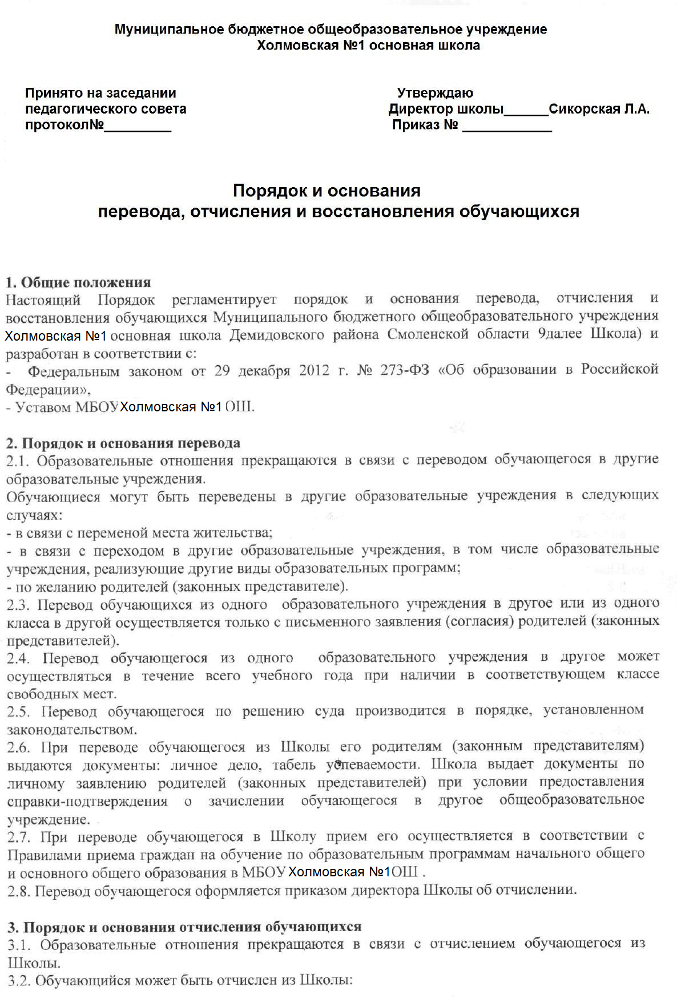 Муниципальное бюджетное общеобразовательное учреждение
Холмовская №1 основная школа
Принято на заседании
педагогического совета
протокол№_________
Утверждаю
Директор школы______Сикорская Л.А.
Приказ № ____________
Порядок и основания
перевода, отчисления и восстановления обучающихся
1. Общие положения
Настоящий Порядок регламентирует порядок и основания перевода, отчисления и
восстановления обучающихся Муниципального бюджетного общеобразовательного учреждения
Холмовская №1 основная школа Демидовского района Смоленской области 9далее Школа) и
разработан в соответствии с:
- Федеральным законом от 29 декабря 2012 г. № 273-ФЗ «Об образовании в Российской
Федерации»,
- Уставом МБОУ Холмовская №1 ОШ.
2. Порядок и основания перевода
2.1. Образовательные отношения прекращаются в связи с переводом обучающегося в другие
образовательные учреждения.
Обучающиеся могут быть переведены в другие образовательные учреждения в следующих
случаях:
- в связи с переменой места жительства;
- в связи с переходом в другие образовательные учреждения, в том числе образовательные
учреждения, реализующие другие виды образовательных программ;
- по желанию родителей (законных представителе).
2.3. Перевод обучающихся из одного образовательного учреждения в другое или из одного
класса в другой осуществляется только с письменного заявления (согласия) родителей (законных
представителей).
2.4. Перевод обучающегося из одного образовательного учреждения в другое может
осуществляться в течение всего учебного года при наличии в соответствующем классе
свободных мест.
2.5. Перевод обучающегося по решению суда производится в порядке, установленном
законодательством.
2.6. При переводе обучающегося из Школы его родителям (законным представителям)
выдаются документы: личное дело, табель успеваемости. Школа выдает документы по
личному заявлению родителей (законных представителей) при условии предоставления
справки-подтверждения о зачислении обучающегося в другое общеобразовательное
учреждение.
2.7. При переводе обучающегося в Школу прием его осуществляется в соответствии с
Правилами приема граждан на обучение по образовательным программам начального общего
и основного общего образования в МБОУ Холмовская №1 ОШ .
2.8. Перевод обучающегося оформляется приказом директора Школы об отчислении.
3. Порядок и основания отчисления обучающихся
3.1. Образовательные отношения прекращаются в связи с отчислением обучающегося из
Школы.
3.2. Обучающийся может быть отчислен из Школы: